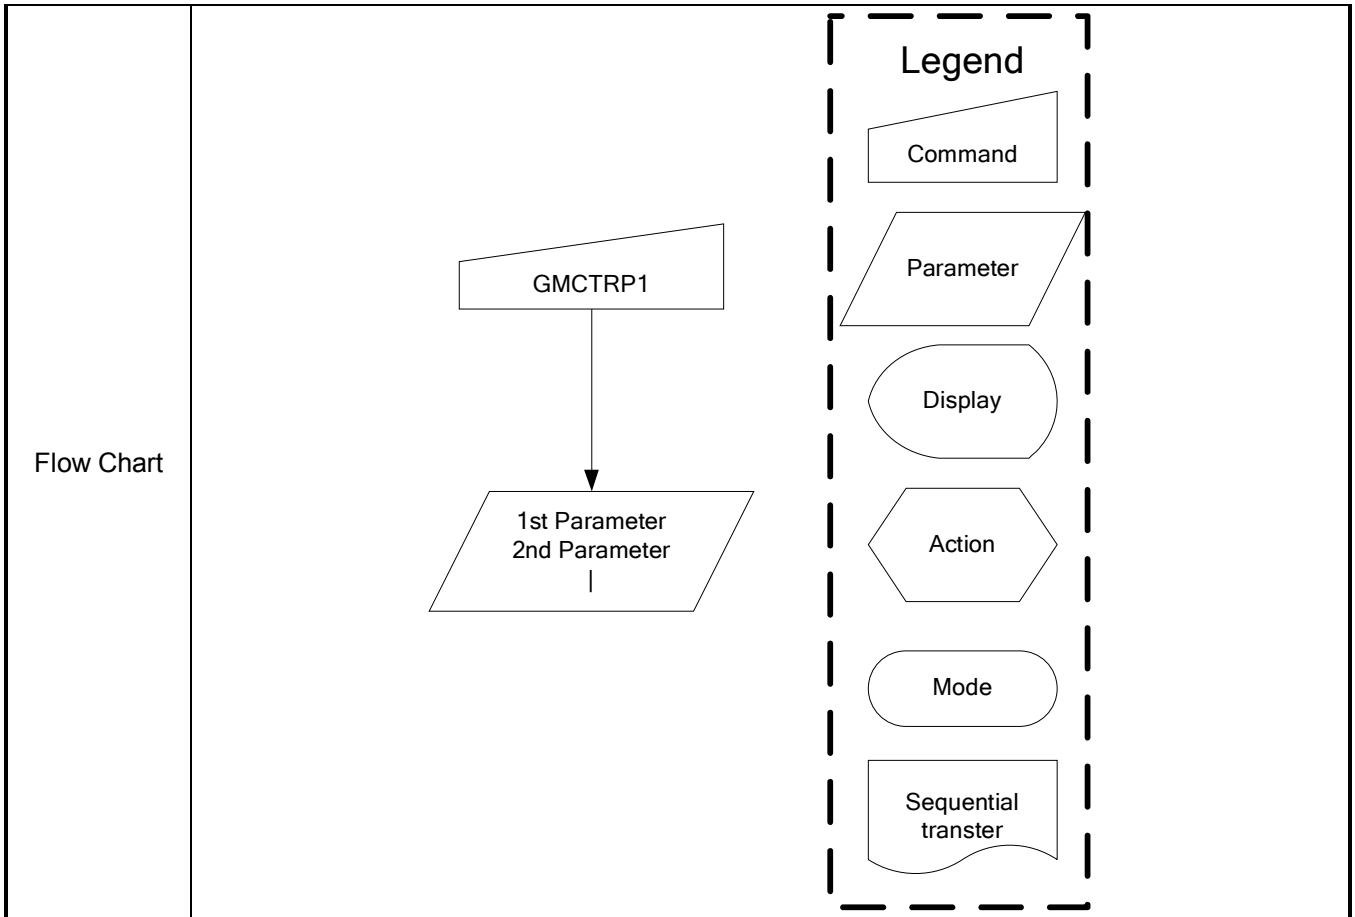 Flow Chart
GMCTRP1
1st Parameter
2nd Parameter
|
Legend
Command
Parameter
Display
Action
Mode
Sequential
transter